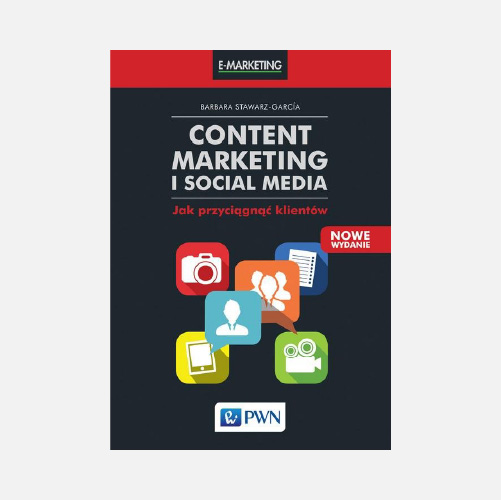 E-MARKETING
BARBARA STAWARZ-GARCÍA
CONTENT
MARKETING
I SOCIAL MEDIA
Jak przyciągnąć klientów
NOWE
WYDANIE
PWN